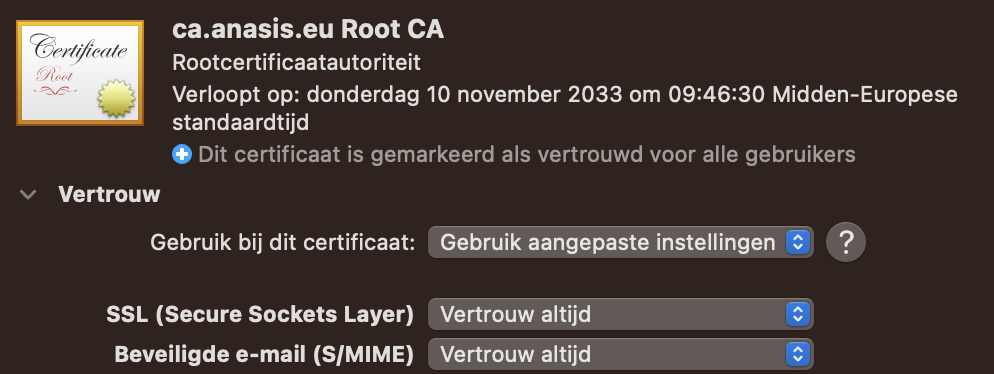 Certificate
Root
ca.anasis.eu Root CA
Rootcertificaatautoriteit
Verloopt op: donderdag 10 november 2033 om 09:46:30 Midden-Europese
standaardtijd
Dit certificaat is gemarkeerd als vertrouwd voor alle gebruikers
Vertrouw
Gebruik bij dit certificaat: Gebruik aangepaste instellingen ?
SSL (Secure Sockets Layer) Vertrouw altijd
Beveiligde e-mail (S/MIME) Vertrouw altijd